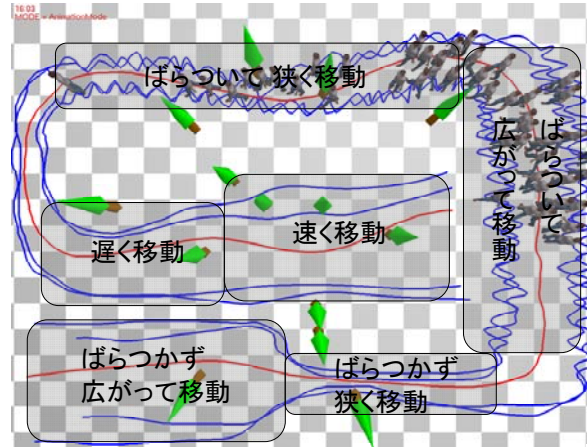 16:03
MODE = AnimationMode
ばらついて 狭く移動
ばらついて
広がって移動
遅く移動
速く移動
ばらつかず
広がって移動
ばらつかず
狭く移動